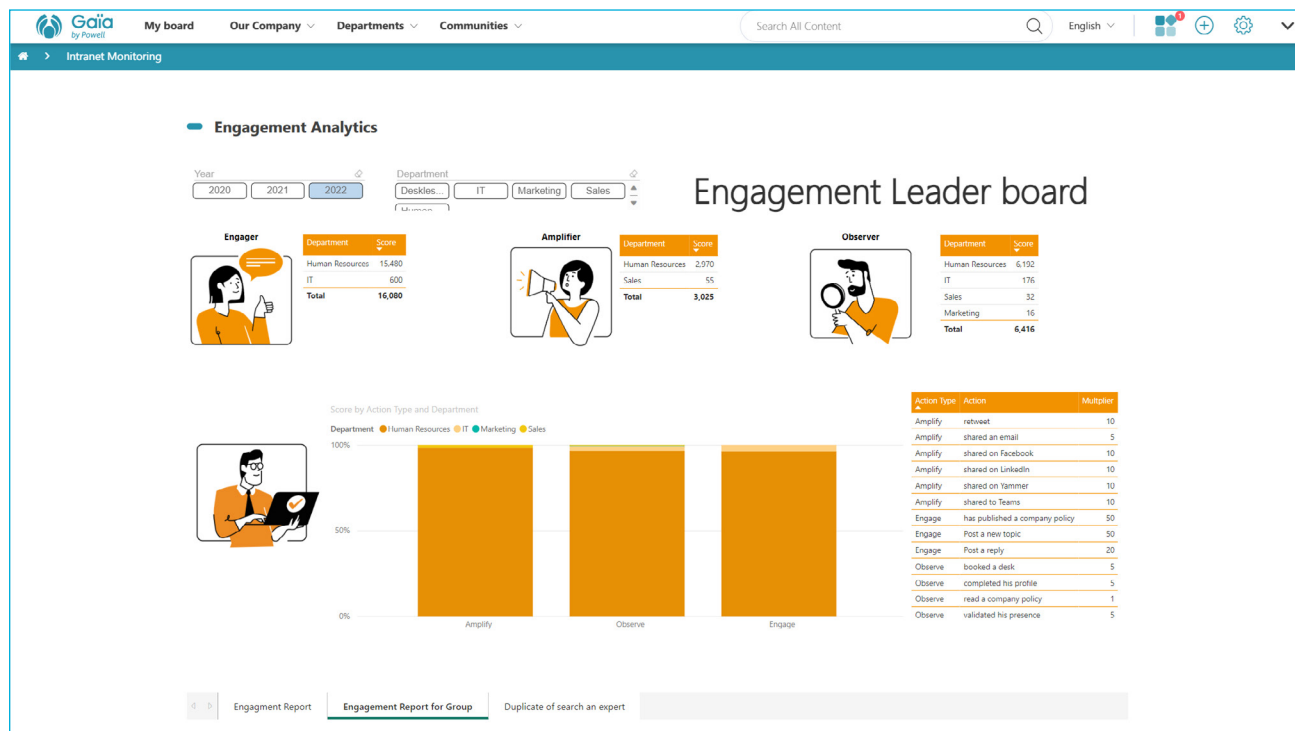 Gaïa
by Powell
My board
Our Company
Departments
Communities
Search All Content
English
1
Intranet Monitoring
Engagement Analytics
Year
2020 2021 2022
Department
Deskles... IT Marketing Sales
Human
Engagement Leader board
Engager
Department Score
Human Resources 15,480
IT 600
Total 16,080
Amplifier
Department Score
Human Resources 2,970
Sales 55
Total 3,025
Observer
Department Score
Human Resources 6,192
IT 176
Sales 32
Marketing 16
Total 6,416
Score by Action Type and Department
Department Human Resources IT Marketing Sales
100%
50%
0%
Amplify Observe Engage
Action Type Action Multplier
Amplify retweet 10
Amplify shared an email 5
Amplify shared on Facebook 10
Amplify shared on LinkedIn 10
Amplify shared on Yammer 10
Amplify shared to Teams 10
Engage has published a company policy 50
Engage Post a new topic 50
Engage Post a reply 20
Observe booked a desk 5
Observe completed his profile 5
Observe read a company policy 1
Observe validated his presence 5
Engagment Report
Engagement Report for Group
Duplicate of search an expert